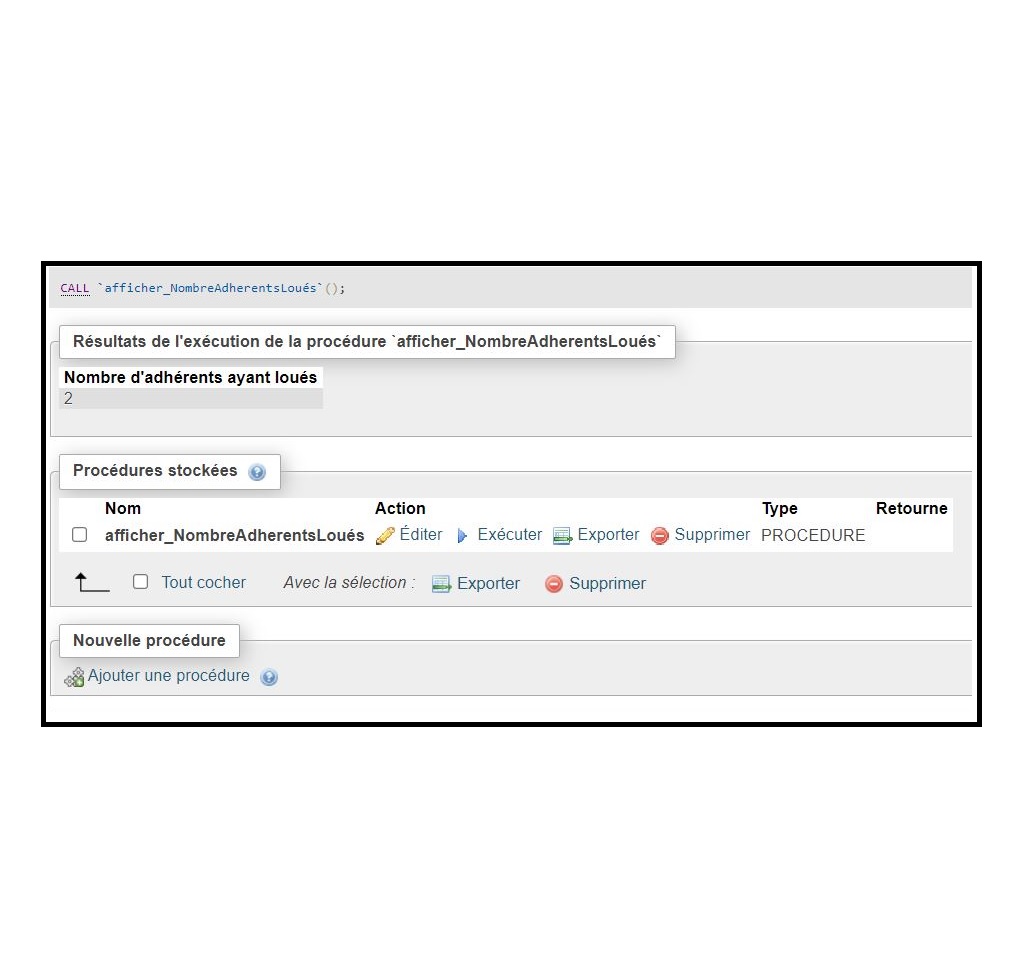 CALL `afficher_NombreAdherentsLoués`();
Résultats de l'exécution de la procédure `afficher_NombreAdherentsLoués`
Nombre d'adhérents ayant loués
2
Procédures stockées
Nom Action Type Retourne
afficher_NombreAdherentsLoués Éditer Exécuter Exporter Supprimer PROCEDURE
Tout cocher Avec la sélection : Exporter Supprimer
Nouvelle procédure
Ajouter une procédure